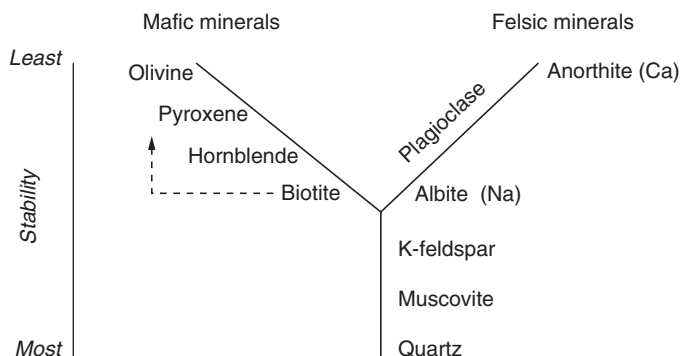 Mafic minerals
Felsic minerals
Least
Olivine
Anorthite (Ca)
Pyroxene
Plagioclase
Hornblende
Stability
Biotite
Albite (Na)
K-feldspar
Muscovite
Most
Quartz